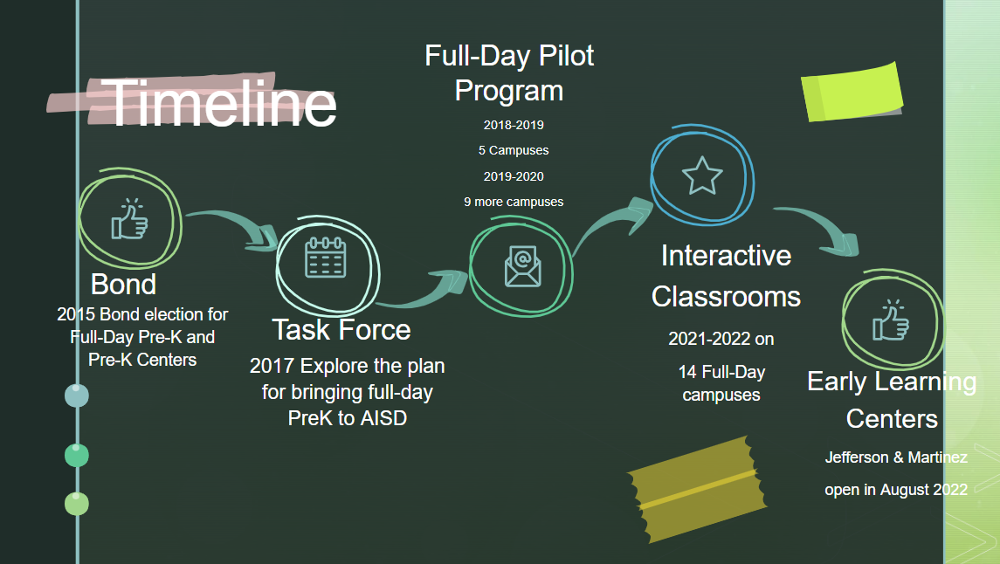 Timeline
Bond
2015 Bond election for
Full-Day Pre-K and
Pre-K Centers
Task Force
2017 Explore the plan
for bringing full-day
PreK to AISD
Full-Day Pilot
Program
2018-2019
5 Campuses
2019-2020
9 more campuses
Interactive
Classrooms
2021-2022 on
14 Full-Day
campuses
Early Learning
Centers
Jefferson & Martinez
open in August 2022